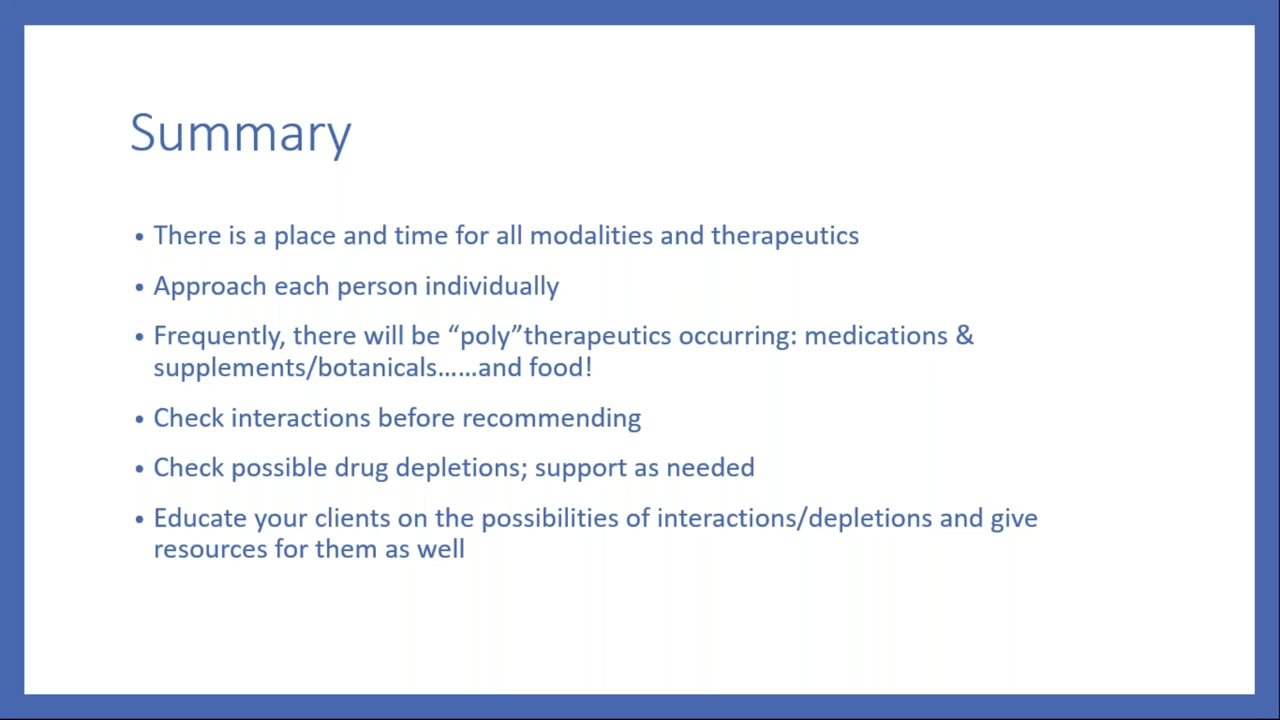 Summary
• There is a place and time for all modalities and therapeutics
• Approach each person individually
• Frequently, there will be “poly”therapeutics occurring: medications &
supplements/botanicals……and food!
• Check interactions before recommending
• Check possible drug depletions; support as needed
• Educate your clients on the possibilities of interactions/depletions and give
resources for them as well